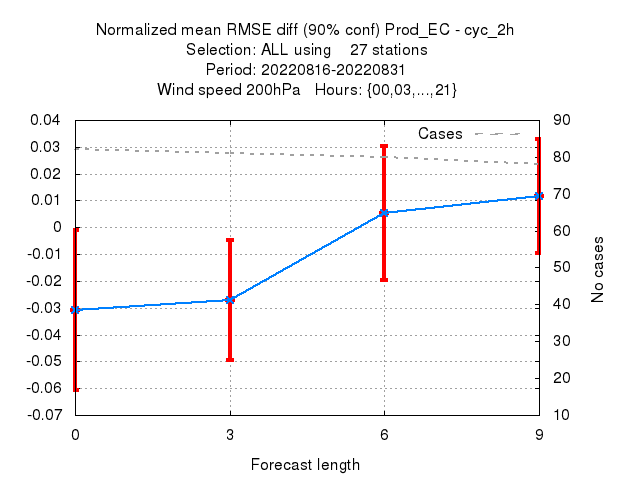 Normalized mean RMSE diff (90% conf) Prod_EC - cyc_2h
Selection: ALL using 27 stations
Period: 20220816-20220831
Wind speed 200hPa Hours: {00,03,...,21}
Cases
0.04
0.03
0.02
0.01
0
-0.01
-0.02
-0.03
-0.04
-0.05
-0.06
-0.07
90
80
70
60
50
40
30
20
10
No cases
0 3 6 9
Forecast length